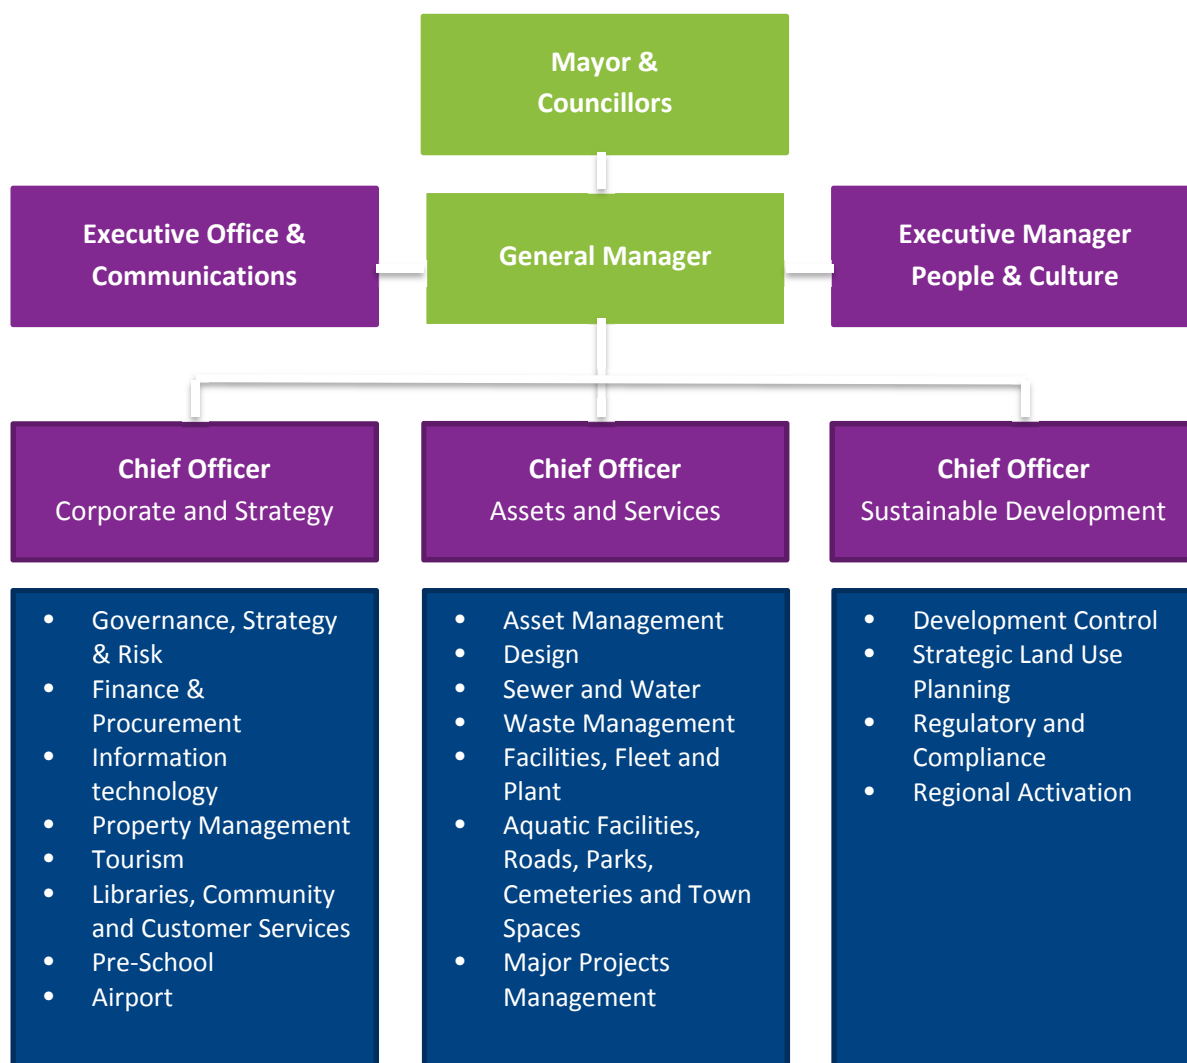 Mayor &
Councillors
Executive Office &
Communications
General Manager
Executive Manager
People & Culture
Chief Officer
Corporate and Strategy
Chief Officer
Assets and Services
Chief Officer
Sustainable Development
• Governance, Strategy
& Risk
• Finance &
Procurement
• Information
technology
• Property Management
• Tourism
• Libraries, Community
and Customer Services
• Pre-School
• Airport
• Asset Management
• Design
• Sewer and Water
• Waste Management
• Facilities, Fleet and
Plant
• Aquatic Facilities,
Roads, Parks,
Cemeteries and Town
Spaces
• Major Projects
Management
• Development Control
• Strategic Land Use
Planning
• Regulatory and
Compliance
• Regional Activation